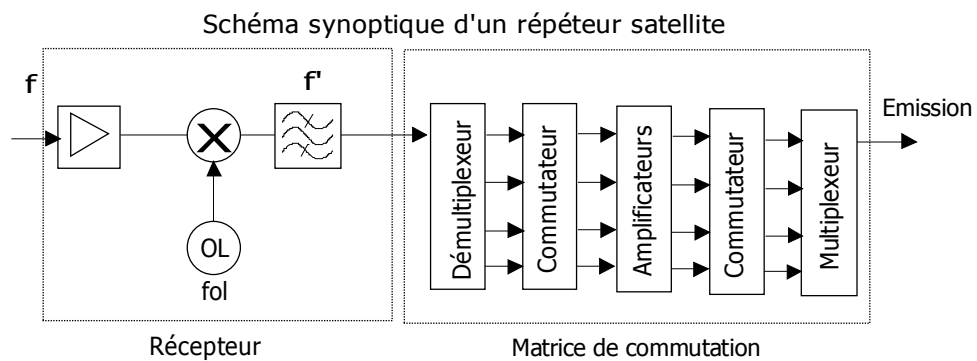 Schéma synoptique d'un répéteur satellite
f
f'
OL
fol
Récepteur
Démultiplexeur
Commutateur
Amplificateurs
Commutateur
Multiplexeur
Emission
Matrice de commutation